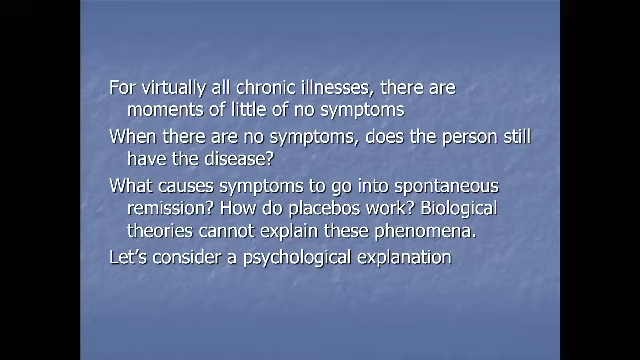 For virtually all chronic illnesses, there are
moments of little of no symptoms
When there are no symptoms, does the person still
have the disease?
What causes symptoms to go into spontaneous
remission? How do placebos work? Biological
theories cannot explain these phenomena.
Let's consider a psychological explanation